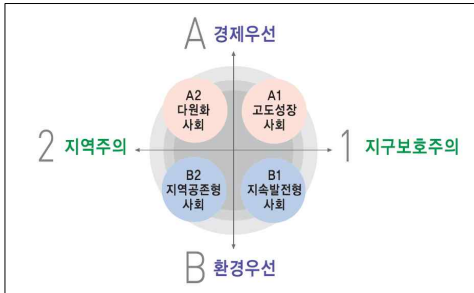 A 경제우선
A2 다원화 사회
A1 고도성장 사회
2 지역주의
1 지구보호주의
B2 지역공존형 사회
B1 지속발전형 사회
B 환경우선